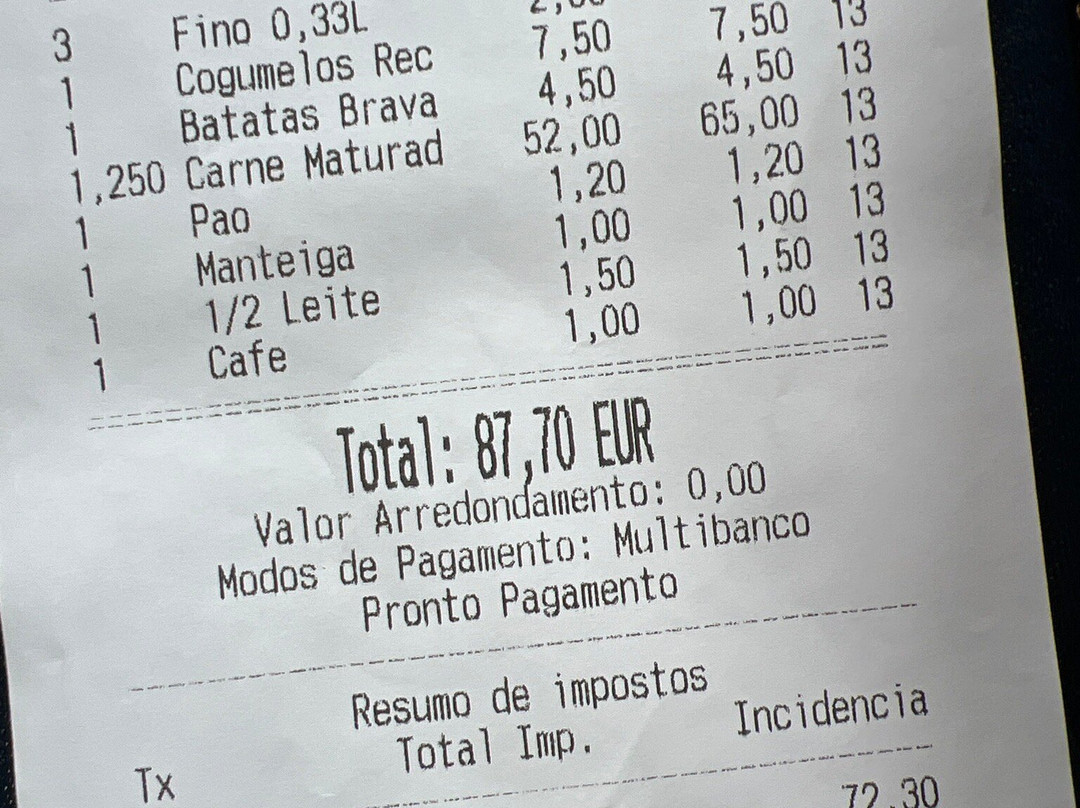 3 Fino 0,33L
1 Cogumelos Rec 7,50 7,50 13
1 Batatas Brava 4,50 4,50 13
1,250 Carne Maturad 52,00 65,00 13
1 Pao 1,20 1,20 13
1 Manteiga 1,00 1,00 13
1 1/2 Leite 1,50 1,50 13
1 Cafe 1,00 1,00 13
Total: 87,70 EUR
Valor Arredondamento: 0,00
Modos de Pagamento: Multibanco
Pronto Pagamento
Resumo de impostos
Tx Total Imp. Incidencia
72,30